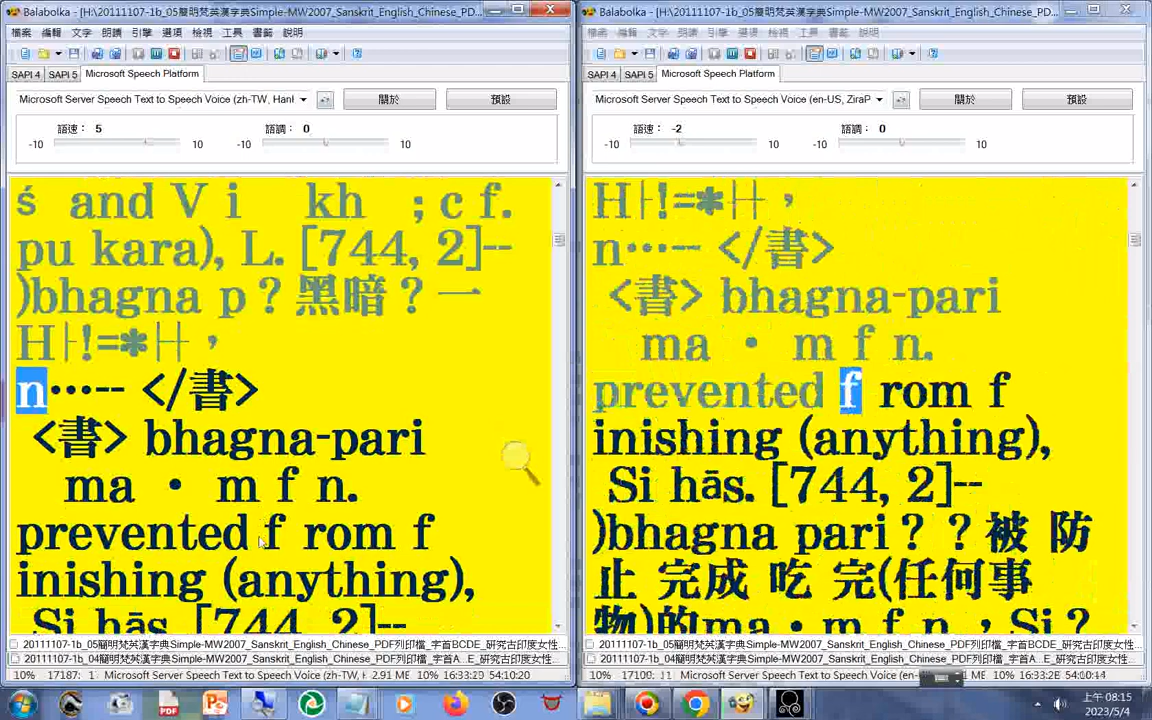 Balabolka - [H:\20111107-1b_05簡明梵英漢字典Simple-MW2007_Sanskrit_English_Chinese_PD...
檔案 編輯 文字 朗讀 引擎 選項 檢視 工具 書籤 說明
SAPI 4 SAPI 5 Microsoft Speech Platform
Microsoft Server Speech Text to Speech Voice (zh-TW, Hanl
關於 預設
語速： 5 語調： 0
-10 10 -10 10
ś and V i kh ; c f.
pu kara), L. [744, 2]--
)bhagna p？黑暗？一
H├!=*├┼，
n…-- </書>
<書> bhagna-pari
ma • m f n.
prevented f rom f
inishing (anything),
Si hās. [744, 2]--
20111107-1b_05簡明梵英漢字典Simple-MW2007_Sanskrit_English_Chinese_PDF列印檔_字首BCDE_研究古印度女性...
20111107-1b_04簡明梵英漢字典Simple-MW2007_Sanskrit_English_Chinese_PDF列印檔_字首A...E_研究古印度女性...
10% 17187: 1 Microsoft Server Speech Text to Speech Voice (zh-TW, 2.91 ME 10% 16:33:29 54:10:20
Balabolka - [H:\20111107-1b_05簡明梵英漢字典Simple-MW2007_Sanskrit_English_Chinese_PD...
檔案 編輯 文字 朗讀 引擎 選項 檢視 工具 書籤 說明
SAPI 4 SAPI 5 Microsoft Speech Platform
Microsoft Server Speech Text to Speech Voice (en-US, ZiraP
關於 預設
語速： -2 語調： 0
-10 10 -10 10
H├!=*├┼，
n…-- </書>
<書> bhagna-pari
ma • m f n.
prevented f rom f
inishing (anything),
Si hās. [744, 2]--
)bhagna pari？？被 防
止 完成 吃 完(任何事
物)的ma • m f n.，Si？
20111107-1b_05簡明梵英漢字典Simple-MW2007_Sanskrit_English_Chinese_PDF列印檔_字首BCDE_研究古印度女性...
20111107-1b_04簡明梵英漢字典Simple-MW2007_Sanskrit_English_Chinese_PDF列印檔_字首A...E_研究古印度女性...
Microsoft Server Speech Text to Speech Voice 10% 16:33:28
上午 08:15
2023/5/4